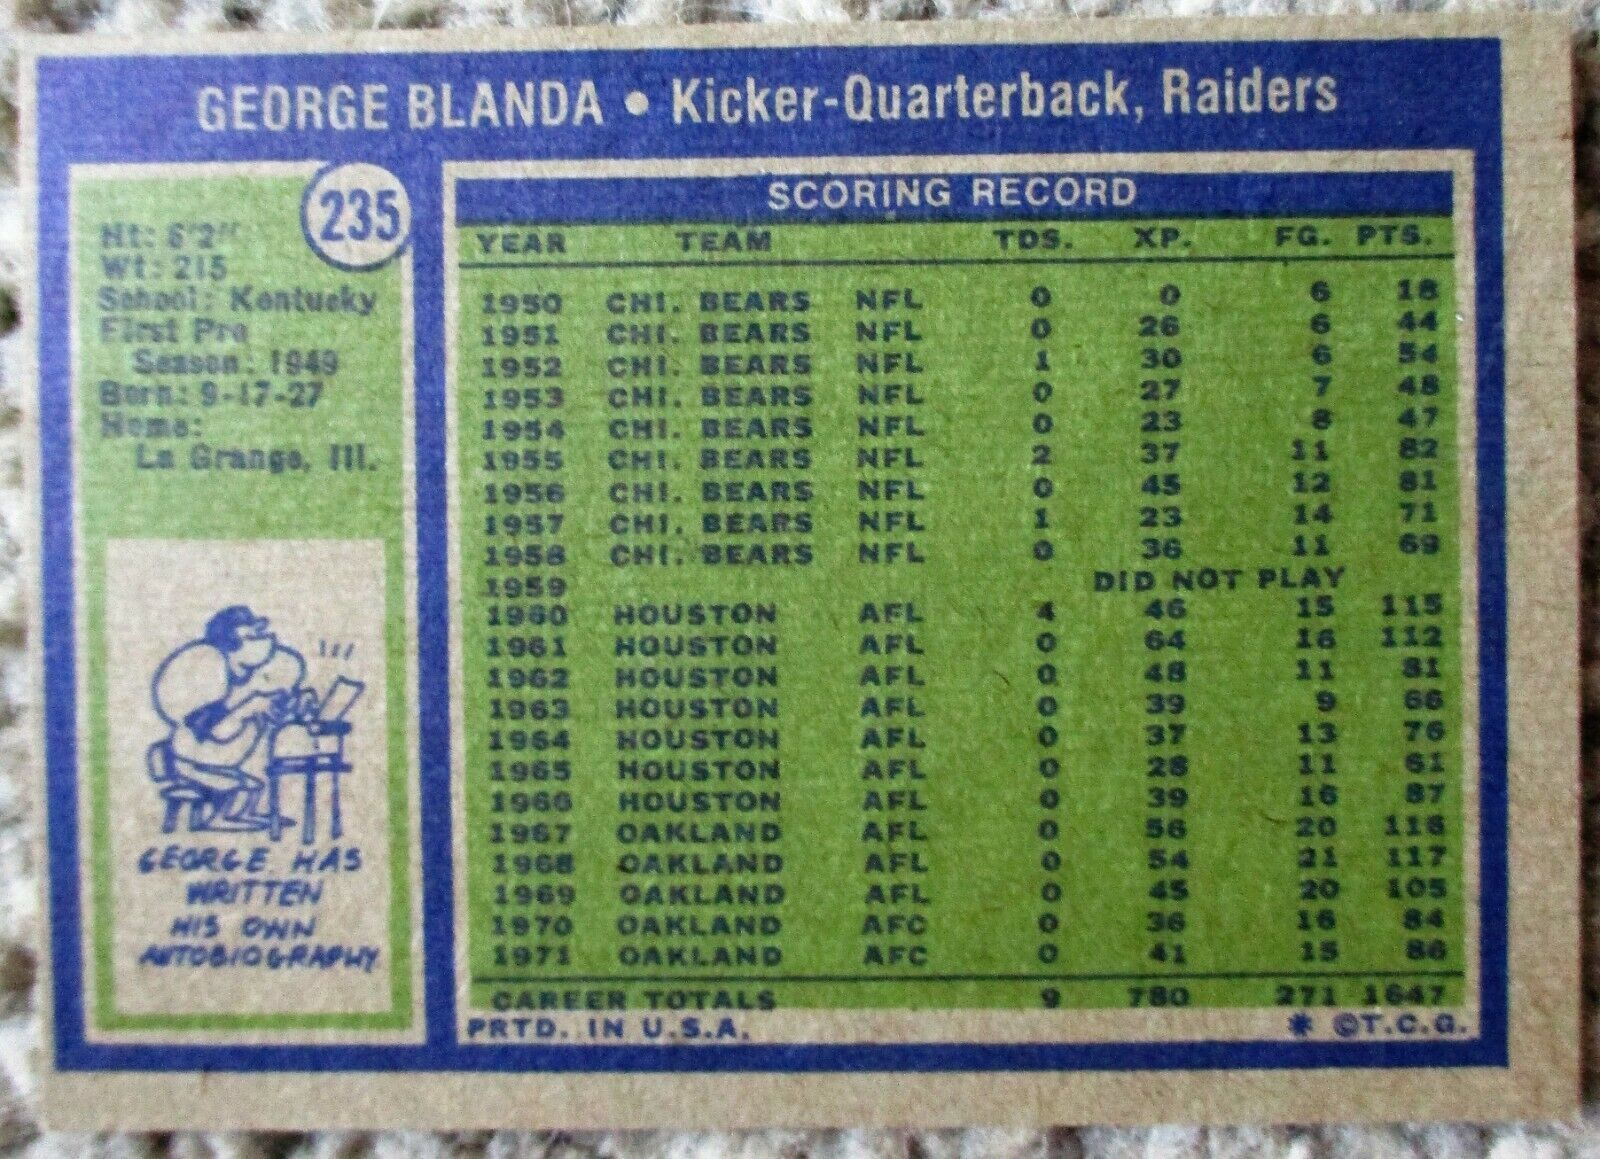 GEORGE BLANDA • Kicker-Quarterback, Raiders
235
Ht: 6'2"
Wt: 215
School: Kentucky
First Pro
Season: 1949
Born: 9-17-27
Home:
La Grange, Ill.
GEORGE HAS
WRITTEN
HIS OWN
AUTOBIOGRAPHY
SCORING RECORD
YEAR TEAM TDS. XP. FG. PTS.
1950 CHI. BEARS NFL 0 0 6 18
1951 CHI. BEARS NFL 0 26 6 44
1952 CHI. BEARS NFL 1 30 6 54
1953 CHI. BEARS NFL 0 27 7 48
1954 CHI. BEARS NFL 0 23 8 47
1955 CHI. BEARS NFL 2 37 11 82
1956 CHI. BEARS NFL 0 45 12 81
1957 CHI. BEARS NFL 1 23 14 71
1958 CHI. BEARS NFL 0 36 11 69
1959 DID NOT PLAY
1960 HOUSTON AFL 4 46 15 115
1961 HOUSTON AFL 0 64 16 112
1962 HOUSTON AFL 0 48 11 81
1963 HOUSTON AFL 0 39 9 66
1964 HOUSTON AFL 0 37 13 76
1965 HOUSTON AFL 0 28 11 61
1966 HOUSTON AFL 0 39 16 87
1967 OAKLAND AFL 0 56 20 116
1968 OAKLAND AFL 0 54 21 117
1969 OAKLAND AFL 0 45 20 105
1970 OAKLAND AFC 0 36 16 84
1971 OAKLAND AFC 0 41 15 86
CAREER TOTALS 9 780 271 1647
PRTD. IN U.S.A. * ©T.C.G.